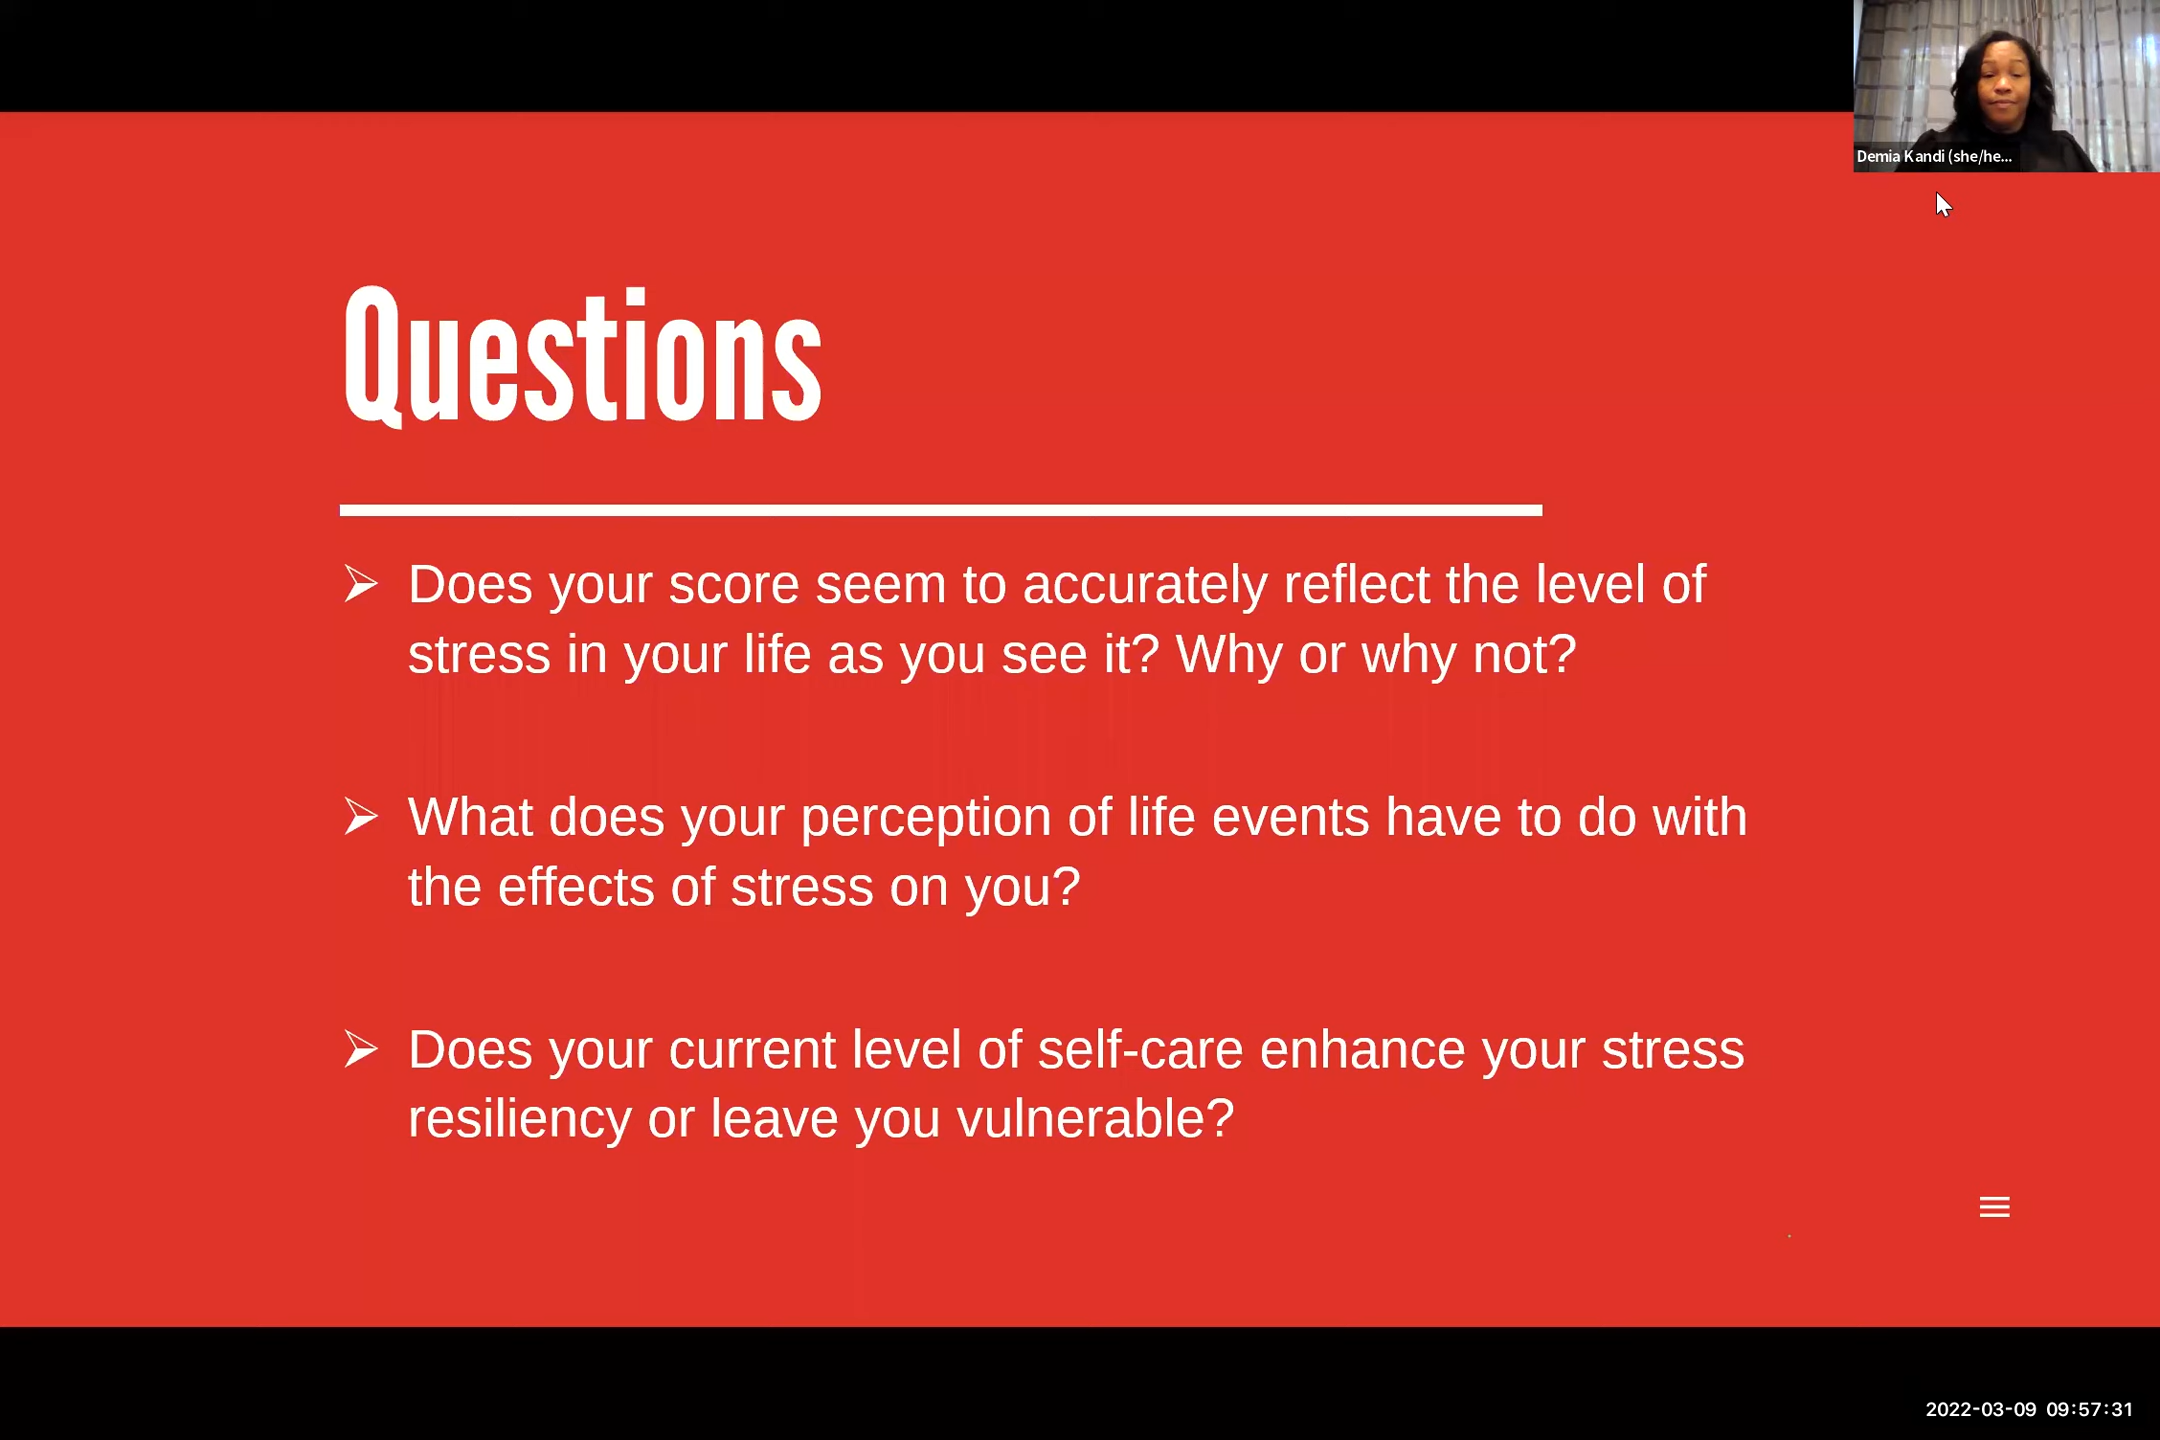 Demia Kandi (she/he...
Questions
Does your score seem to accurately reflect the level of
stress in your life as you see it? Why or why not?
What does your perception of life events have to do with
the effects of stress on you?
Does your current level of self-care enhance your stress
resiliency or leave you vulnerable?
2022-03-09 09:57:31